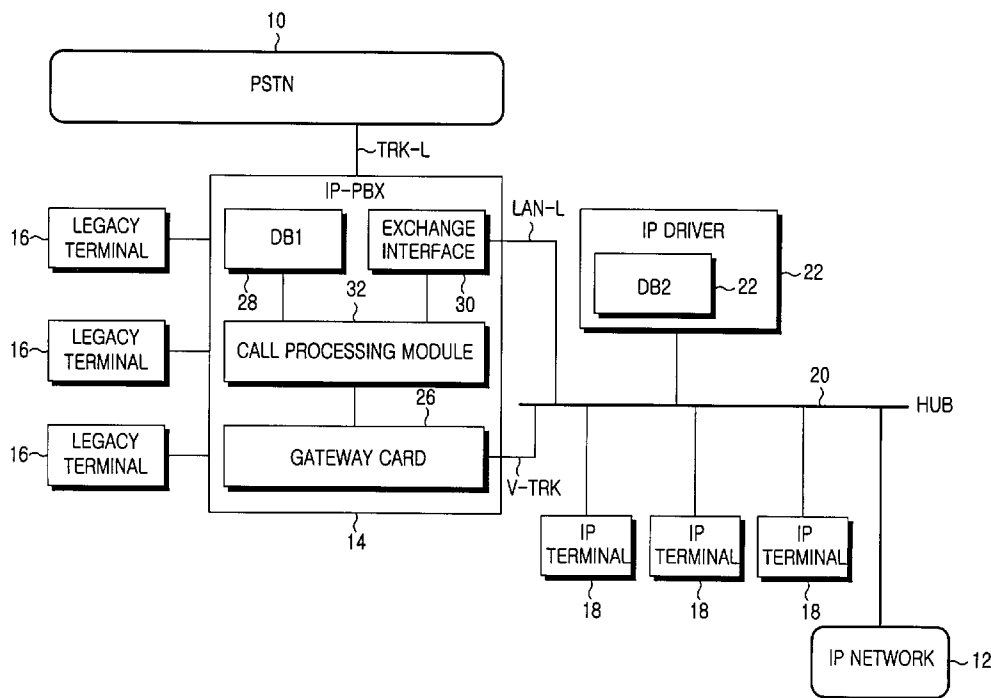 10
PSTN
TRK-L
IP-PBX
LAN-L
16
LEGACY
TERMINAL
DB1
EXCHANGE
INTERFACE
IP DRIVER
DB2
22
22
28
32
30
16
LEGACY
TERMINAL
CALL PROCESSING MODULE
26
20
HUB
16
LEGACY
TERMINAL
GATEWAY CARD
V-TRK
14
IP
TERMINAL
IP
TERMINAL
IP
TERMINAL
18
18
18
IP NETWORK
12